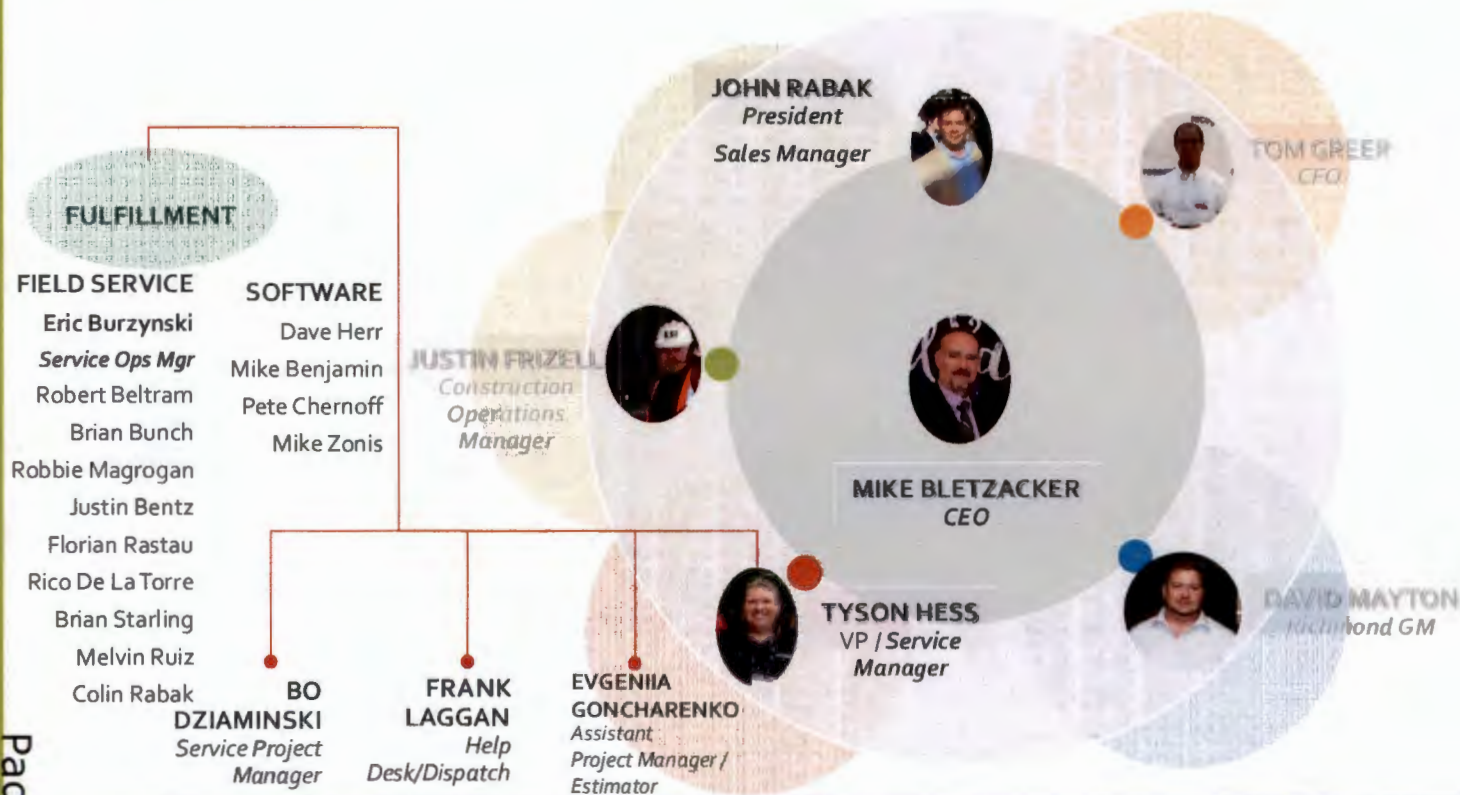 JOHN RABAK
President
Sales Manager
TOM GREER
CFO
FULFILLMENT
FIELD SERVICE
Eric Burzynski
Service Ops Mgr
Robert Beltram
Brian Bunch
Robbie Magrogan
Justin Bentz
Florian Rastau
Rico De La Torre
Brian Starling
Melvin Ruiz
Colin Rabak
SOFTWARE
Dave Herr
Mike Benjamin
Pete Chernoff
Mike Zonis
JUSTIN FRIZELL
Construction
Operations
Manager
MIKE BLETZACKER
CEO
TYSON HESS
VP / Service
Manager
DAVID MAYTON
Richmond GM
BO
DZIAMINSKI
Service Project
Manager
FRANK
LAGGAN
Help
Desk/Dispatch
EVGENIIA
GONCHARENKO
Assistant
Project Manager /
Estimator